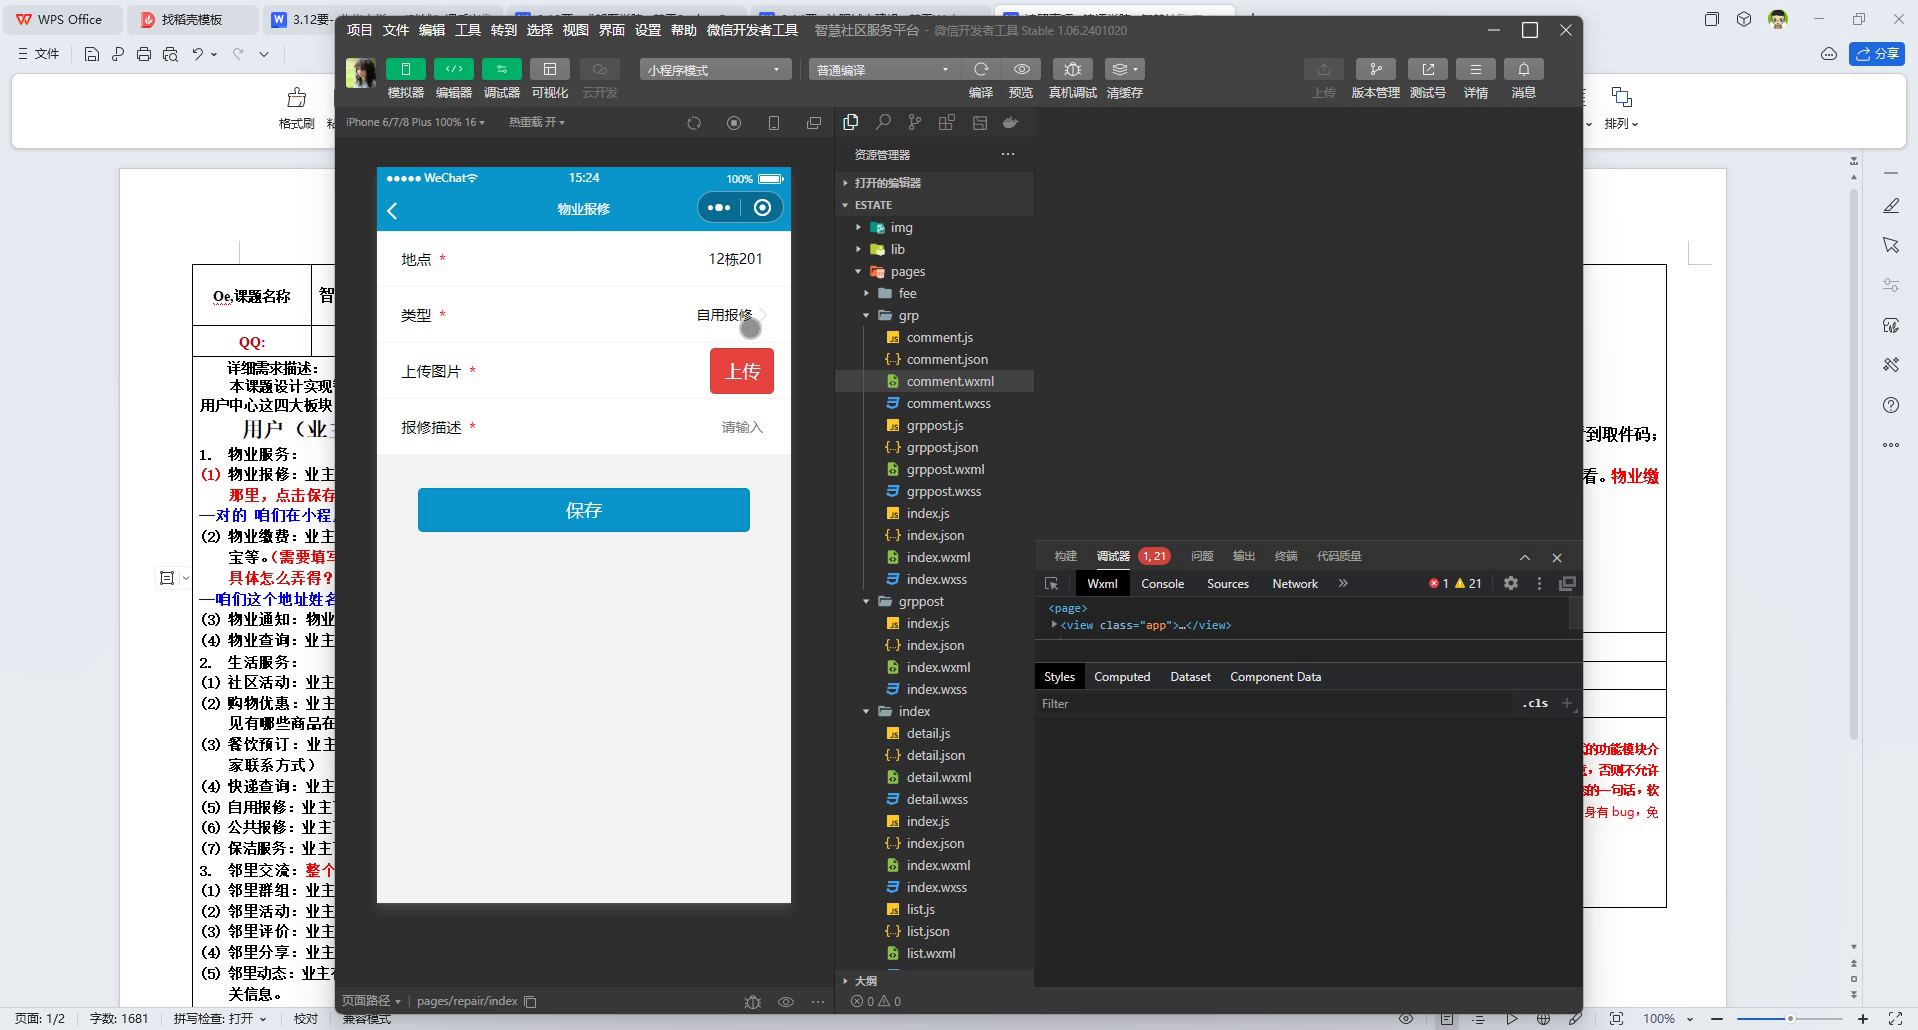 WPS Office
找稻壳模板
3.12要-
文件
分享
格式刷
排列
项目 文件 编辑 工具 转到 选择 视图 界面 设置 帮助 微信开发者工具 智慧社区服务平台 - 微信开发者工具 Stable 1.06.2401020
小程序模式
普通编译
模拟器 编辑器 调试器 可视化 云开发
编译 预览 真机调试 清缓存
上传 版本管理 测试号 详情 消息
iPhone 6/7/8 Plus 100% 16
热重载 开
WeChat
15:24
100%
物业报修
地点 *
12栋201
类型 *
自用报修
上传图片 *
上传
报修描述 *
请输入
保存
页面路径
pages/repair/index
资源管理器
打开的编辑器
ESTATE
img
lib
pages
fee
grp
comment.js
comment.json
comment.wxml
comment.wxss
grppost.js
grppost.json
grppost.wxml
grppost.wxss
index.js
index.json
index.wxml
index.wxss
grppost
index.js
index.json
index.wxml
index.wxss
index
detail.js
detail.json
detail.wxml
detail.wxss
index.js
index.json
index.wxml
index.wxss
list.js
list.json
list.wxml
大纲
0 0
构建 调试器 1, 21 问题 输出 终端 代码质量
Wxml Console Sources Network
1 21
<page>
<view class="app">…</view>
Styles Computed Dataset Component Data
Filter
.cls
Oe,课题名称
智
QQ:
详细需求描述：
本课题设计实现
用户中心这四大板块
用户（业
1. 物业服务：
(1) 物业报修：业主
那里，点击保存
—对的 咱们在小程
(2) 物业缴费：业主
宝等。(需要填写
具体怎么弄得？
—咱们这个地址姓名
(3) 物业通知：物业
(4) 物业查询：业主
2. 生活服务：
(1) 社区活动：业主
(2) 购物优惠：业主
见有哪些商品在
(3) 餐饮预订：业主
家联系方式）
(4) 快递查询：业主
(5) 自用报修：业主
(6) 公共报修：业主
(7) 保洁服务：业主
3. 邻里交流：整个
(1) 邻里群组：业主
(2) 邻里活动：业主
(3) 邻里评价：业主
(4) 邻里分享：业主
(5) 邻里动态：业主
关信息。
到取件码；
看。物业缴
的功能模块介
，否则不允许
的一句话，软
身有 bug，免
页面: 1/2
字数: 1681
拼写检查: 打开
校对
兼容模式
100%